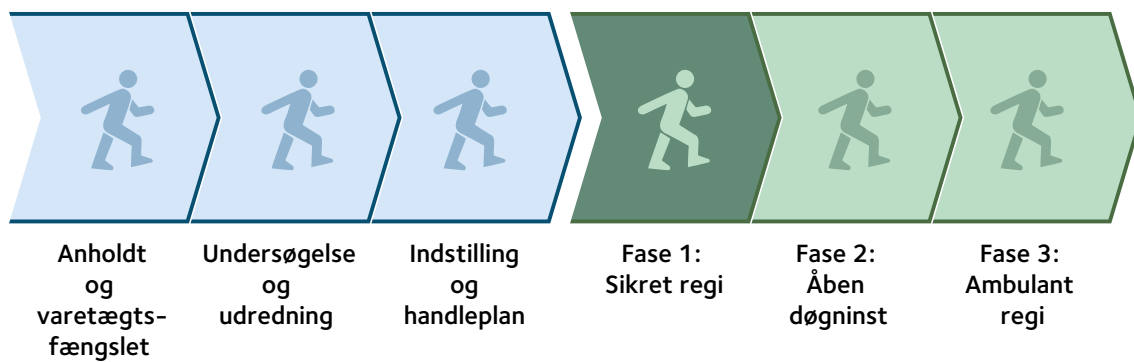 Anholdt
og
varetægts-
fængslet
Undersøgelse
og
udredning
Indstilling
og
handleplan
Fase 1:
Sikret regi
Fase 2:
Åben
døgninst
Fase 3:
Ambulant
regi